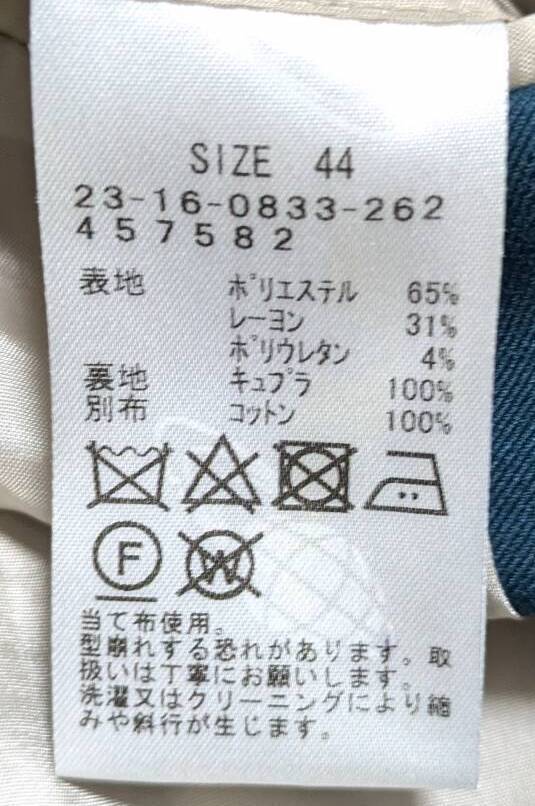 SIZE 44
23-16-0833-262
457582
表地 ﾎﾟﾘｴｽﾃﾙ 65%
ﾚｰﾖﾝ 31%
ﾎﾟﾘｳﾚﾀﾝ 4%
裏地 ｷｭﾌﾟﾗ 100%
別布 ｺｯﾄﾝ 100%
F W
当て布使用。
型崩れする恐れがあります。取
扱いは丁寧にお願いします。
洗濯又はクリーニングにより縮
みや斜行が生じます。